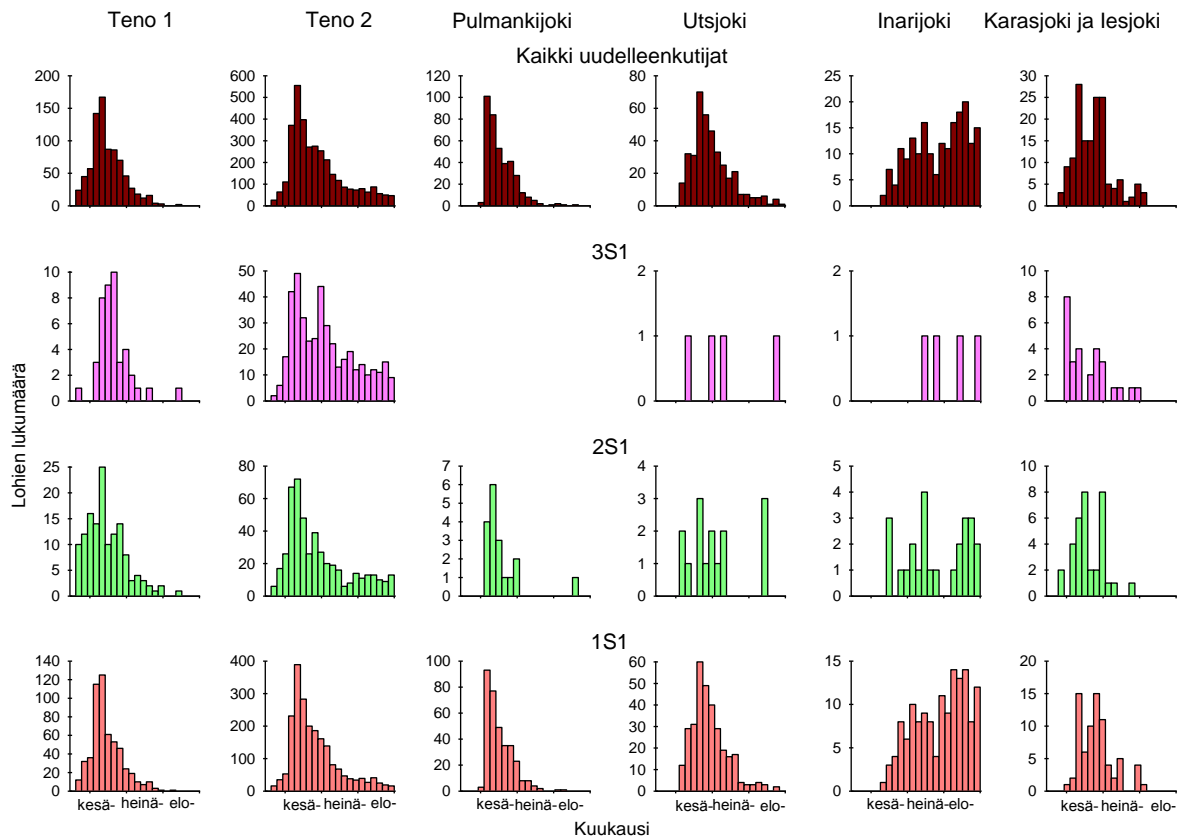 Teno 1 Teno 2 Pulmankijoki Utsjoki Inarijoki Karasjoki ja Iesjoki
Kaikki uudelleenkutijat
200 600 120 80 25 30
150 500 100 60 20 25
100 400 80 40 15 20
50 300 60 20 10 15
0 200 40 0 5 10
100 20 0 5
0 0 0
3S1
10 50 2 2 10
8 40 1 1 8
6 30 0 0 6
4 20 4
2 10 2
0 0 0
Lohien lukumäärä
2S1
25 80 7 4 5 10
20 60 6 3 4 8
15 40 5 2 3 6
10 20 4 1 2 4
5 0 3 0 1 2
0 2 0 0
1
0
1S1
140 400 100 60 15 20
120 300 80 50 10 15
100 200 60 40 5 10
80 100 40 30 0 5
60 0 20 20 0
40 0 10
20 0
0
kesä- heinä- elo- kesä- heinä- elo- kesä- heinä- elo- kesä- heinä- elo- kesä- heinä- elo- kesä- heinä- elo-
Kuukausi